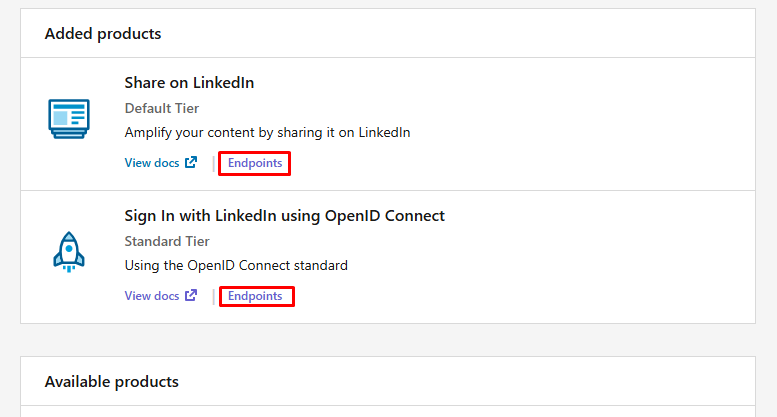 Added products
Share on LinkedIn
Default Tier
Amplify your content by sharing it on LinkedIn
View docs | Endpoints
Sign In with LinkedIn using OpenID Connect
Standard Tier
Using the OpenID Connect standard
View docs | Endpoints
Available products